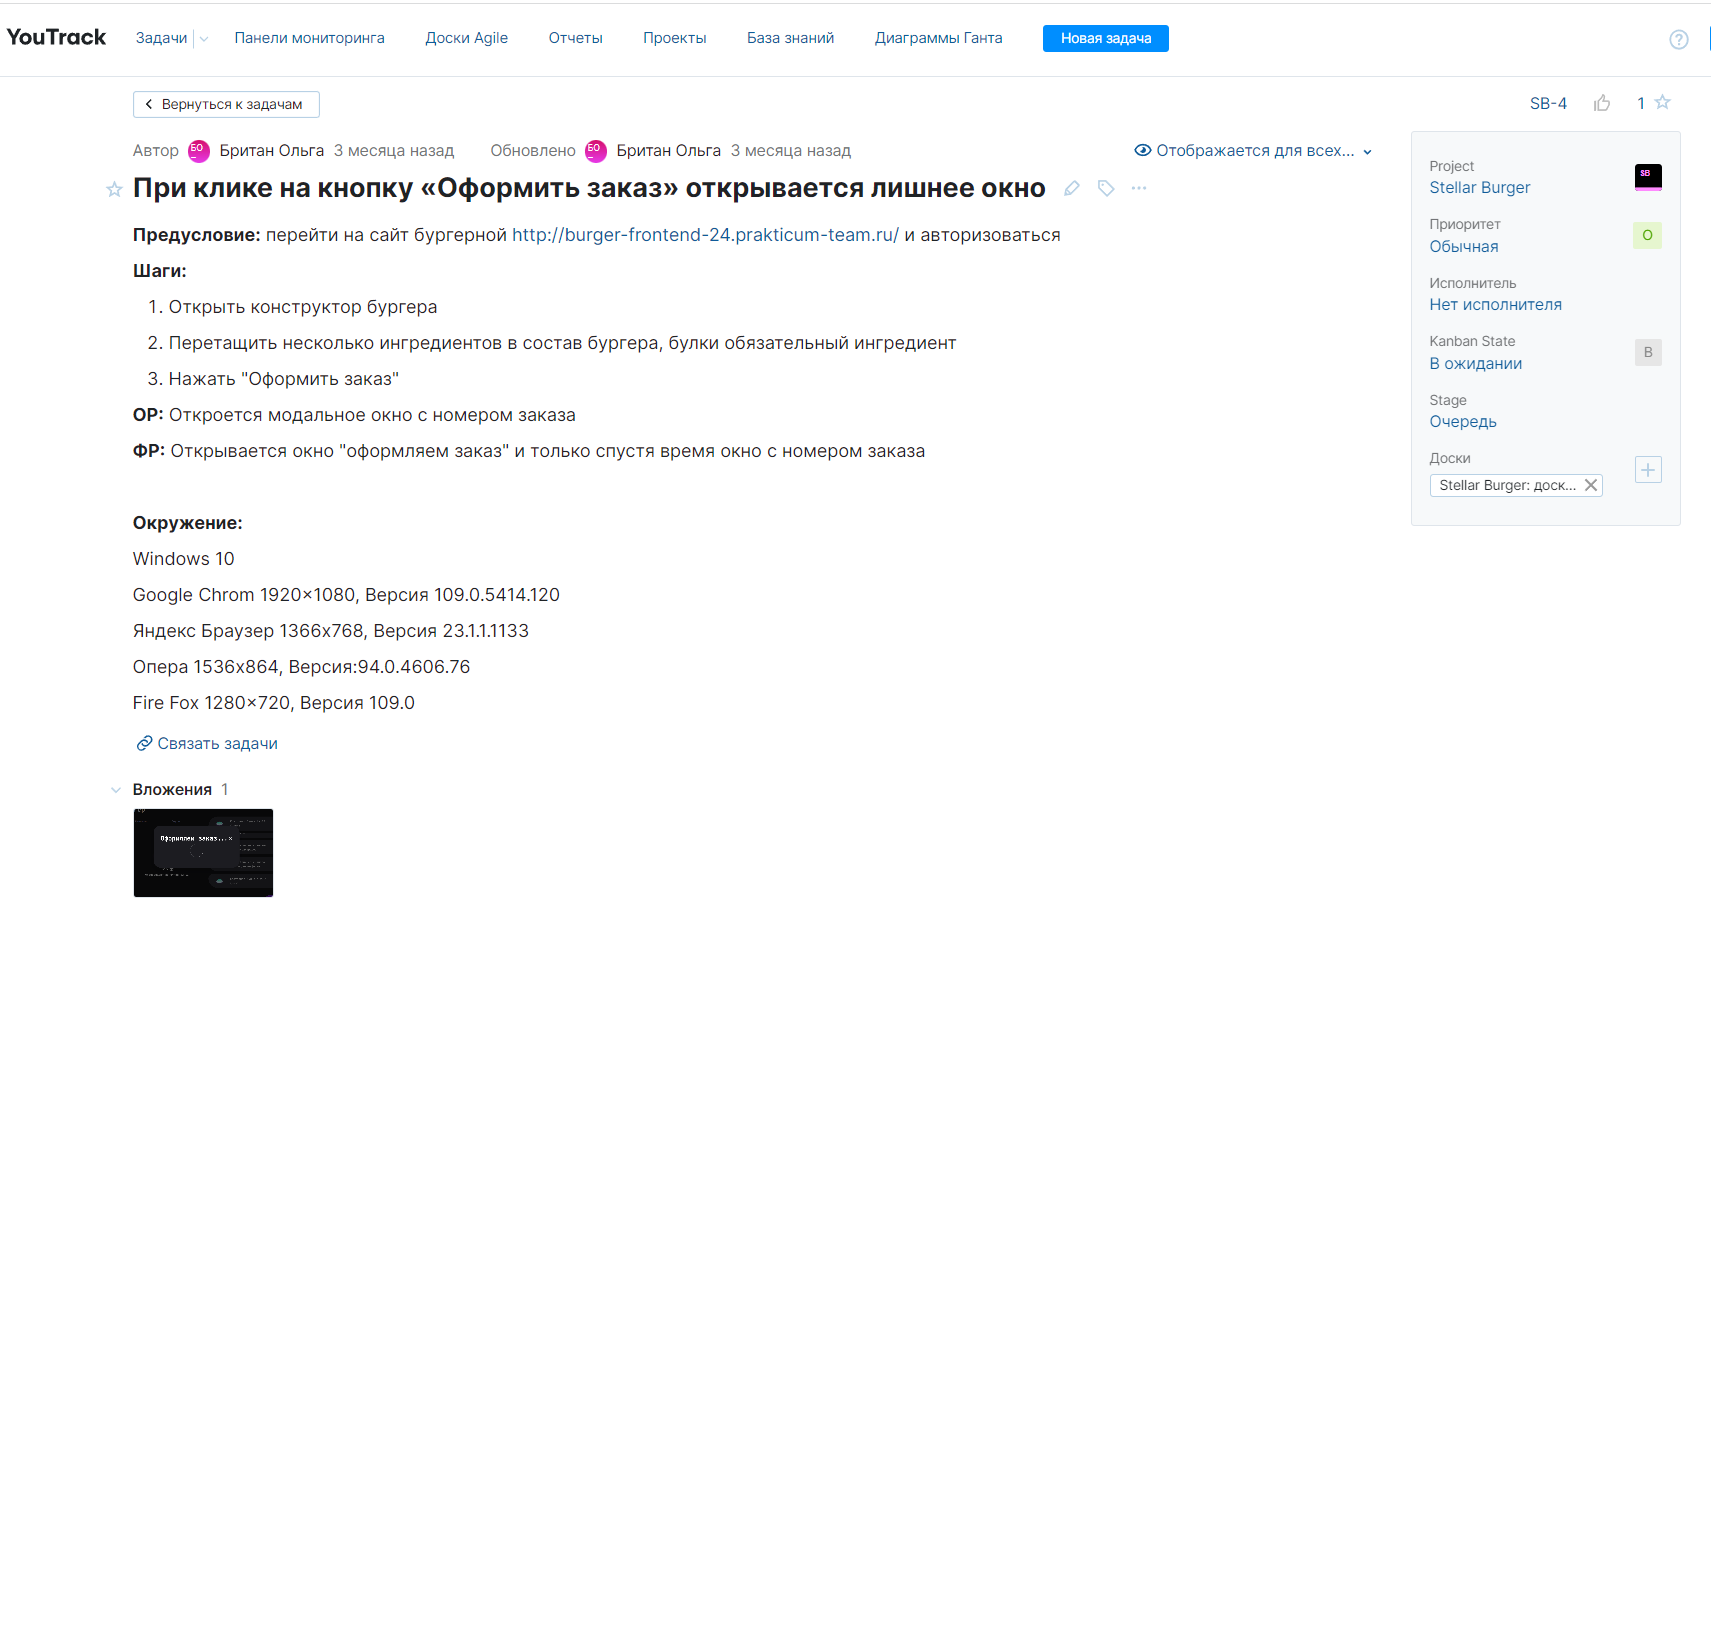 YouTrack Задачи Панели мониторинга Доски Agile Отчеты Проекты База знаний Диаграммы Ганта Новая задача
Вернуться к задачам
SB-4 1
Автор БО Британ Ольга 3 месяца назад Обновлено БО Британ Ольга 3 месяца назад Отображается для всех...
При клике на кнопку «Оформить заказ» открывается лишнее окно
Предусловие: перейти на сайт бургерной http://burger-frontend-24.prakticum-team.ru/ и авторизоваться
Шаги:
1. Открыть конструктор бургера
2. Перетащить несколько ингредиентов в состав бургера, булки обязательный ингредиент
3. Нажать "Оформить заказ"
ОР: Откроется модальное окно с номером заказа
ФР: Открывается окно "оформляем заказ" и только спустя время окно с номером заказа
Окружение:
Windows 10
Google Chrom 1920×1080, Версия 109.0.5414.120
Яндекс Браузер 1366x768, Версия 23.1.1.1133
Опера 1536x864, Версия:94.0.4606.76
Fire Fox 1280×720, Версия 109.0
Связать задачи
Вложения 1
Оформляем заказ...
Project
Stellar Burger
SB
Приоритет
Обычная
О
Исполнитель
Нет исполнителя
Kanban State
В ожидании
В
Stage
Очередь
Доски
Stellar Burger: доск...